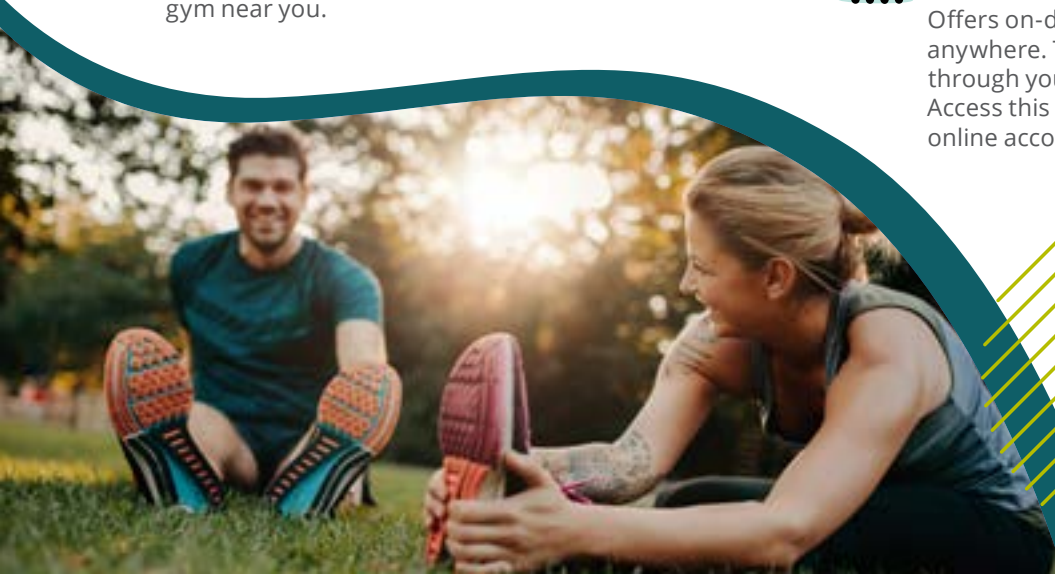 gym near you.
Offers on-d
anywhere. T
through you
Access this
online acco